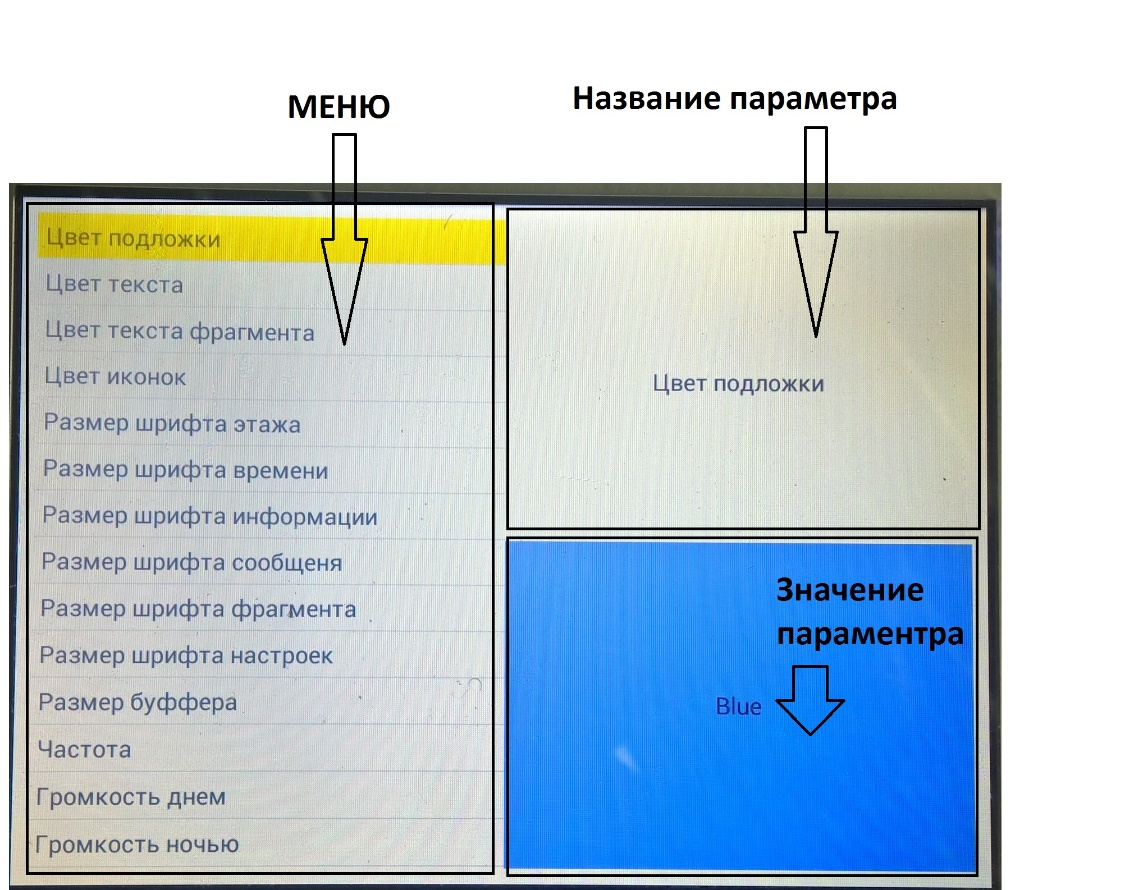 МЕНЮ
Название параметра
Цвет подложки
Цвет текста
Цвет текста фрагмента
Цвет иконок
Размер шрифта этажа
Размер шрифта времени
Размер шрифта информации
Размер шрифта сообщеня
Размер шрифта фрагмента
Размер шрифта настроек
Размер буффера
Частота
Громкость днем
Громкость ночью
Цвет подложки
Значение
параментра
Blue